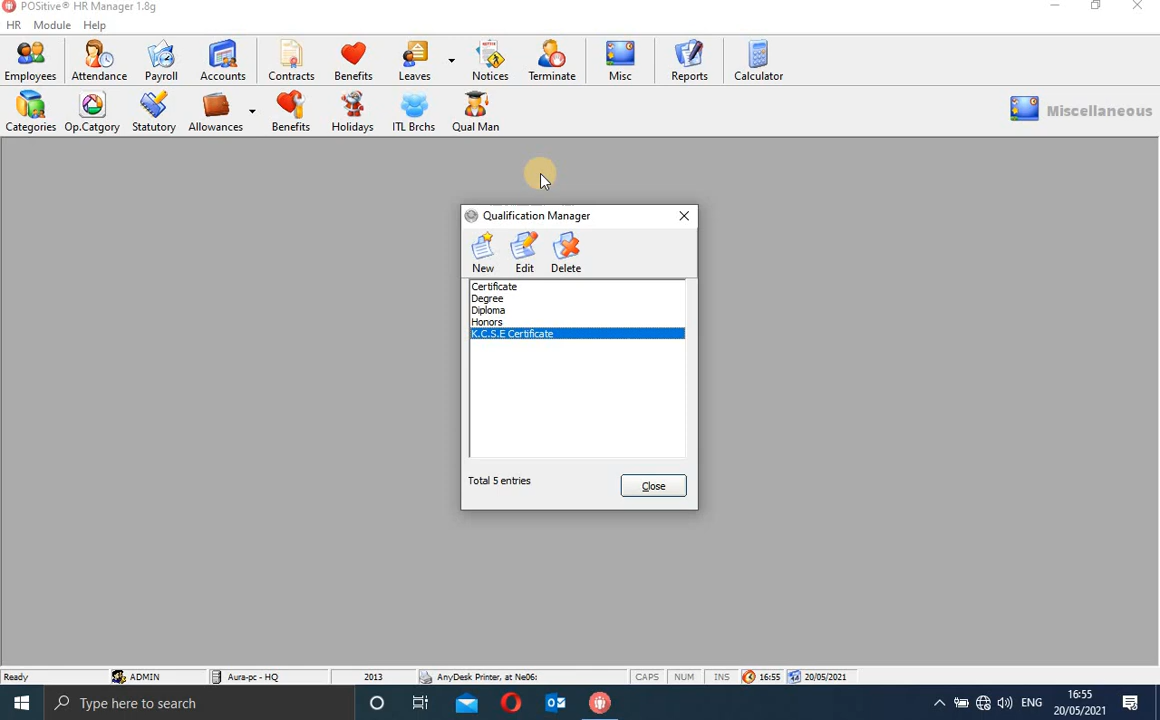 POSitive® HR Manager 1.8g
HR Module Help
Employees Attendance Payroll Accounts Contracts Benefits Leaves Notices Terminate Misc Reports Calculator
Categories Op.Catgory Statutory Allowances Benefits Holidays ITL Brchs Qual Man Miscellaneous
Qualification Manager
New Edit Delete
Certificate
Degree
Diploma
Honors
K.C.S.E Certificate
Total 5 entries Close
Ready ADMIN Aura-pc - HQ 2013 AnyDesk Printer, at Ne06: CAPS NUM INS 16:55 20/05/2021
Type here to search ENG 16:55
20/05/2021